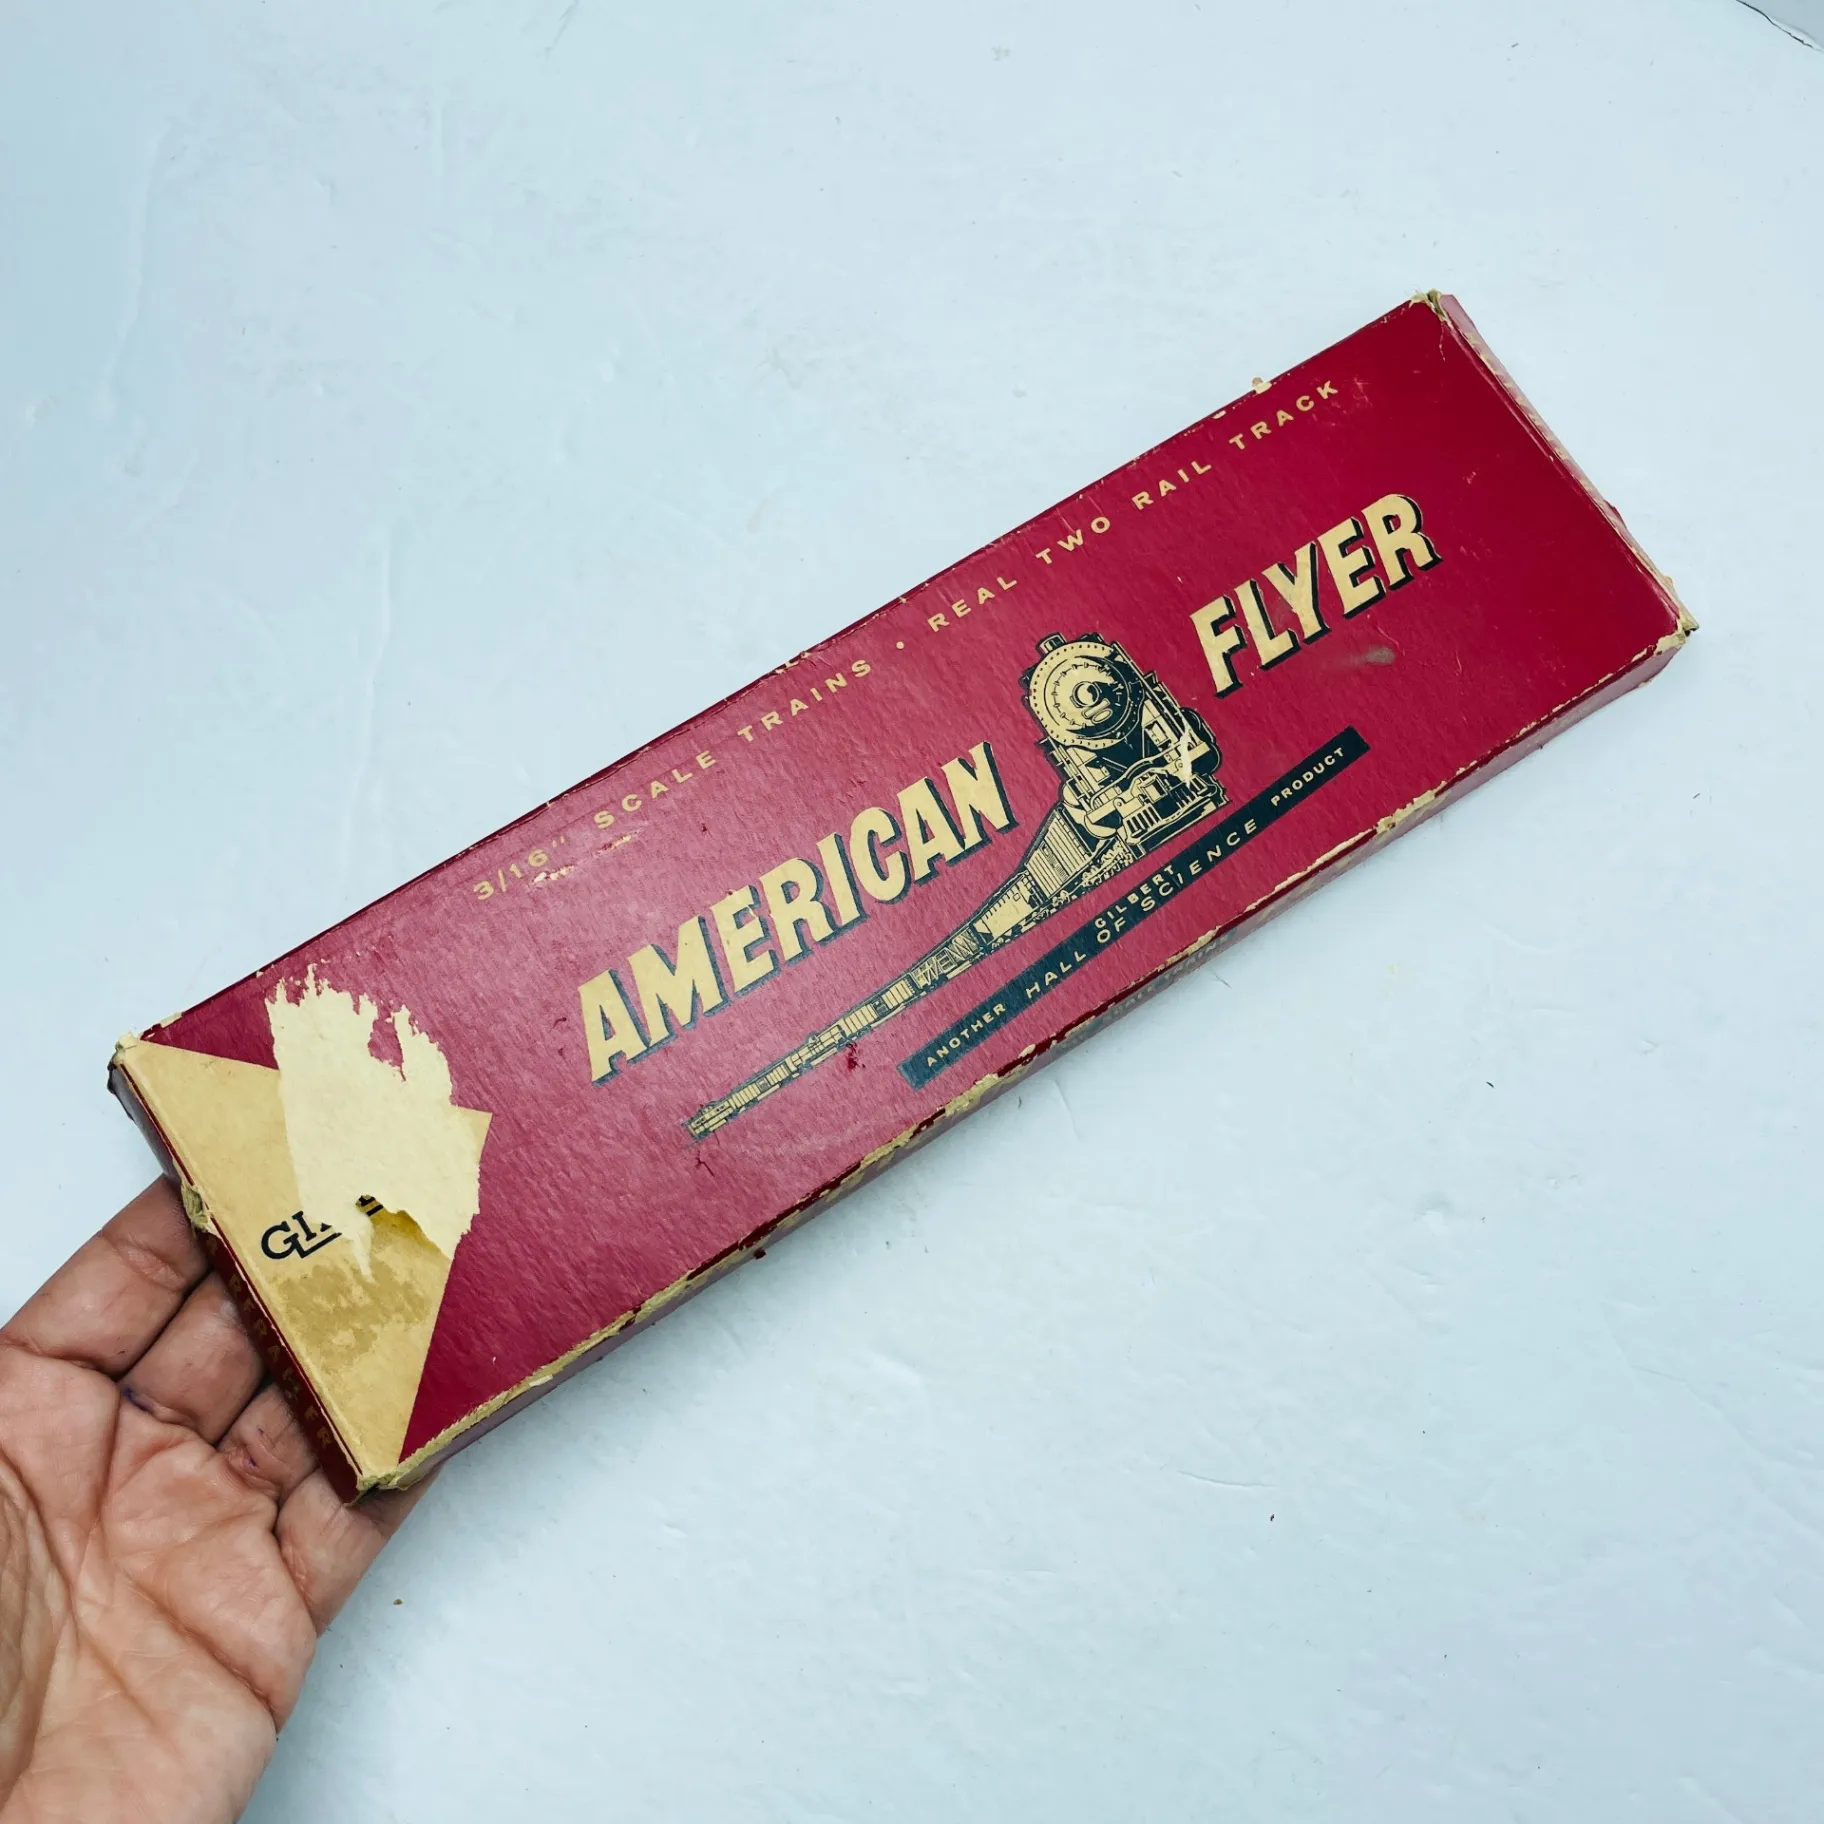 3/16" SCALE TRAINS • REAL TWO RAIL TRACK
AMERICAN FLYER
ANOTHER GILBERT HALL OF SCIENCE PRODUCT